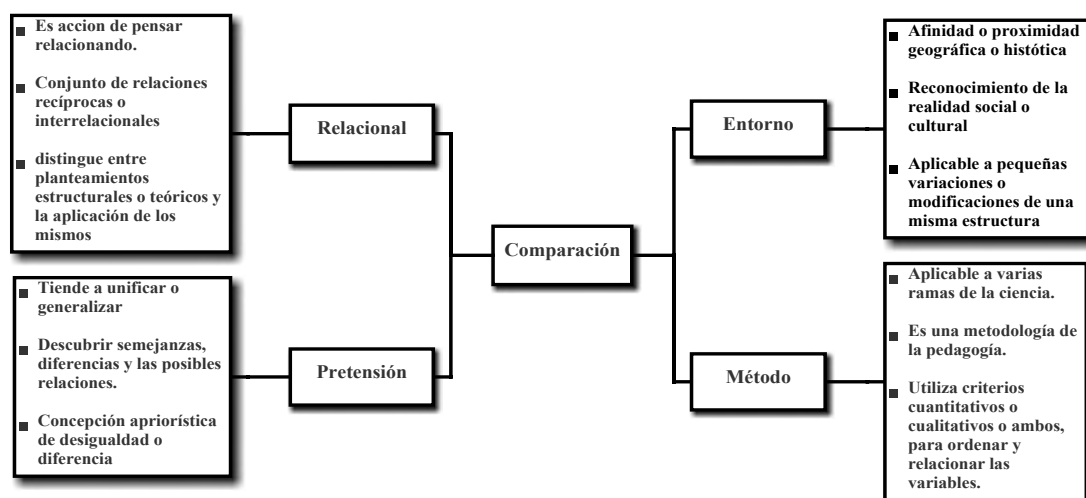 Es accion de pensar
relacionando.
Conjunto de relaciones
recíprocas o
interrelacionales
distingue entre
planteamientos
estructurales o teóricos y
la aplicación de los
mismos
Relacional
Tiende a unificar o
generalizar
Descubrir semejanzas,
diferencias y las posibles
relaciones.
Concepción apriorística
de desigualdad o
diferencia
Pretensión
Comparación
Entorno
Afinidad o proximidad
geográfica o histótica
Reconocimiento de la
realidad social o
cultural
Aplicable a pequeñas
variaciones o
modificaciones de una
misma estructura
Método
Aplicable a varias
ramas de la ciencia.
Es una metodología de
la pedagogía.
Utiliza criterios
cuantitativos o
cualitativos o ambos,
para ordenar y
relacionar las
variables.